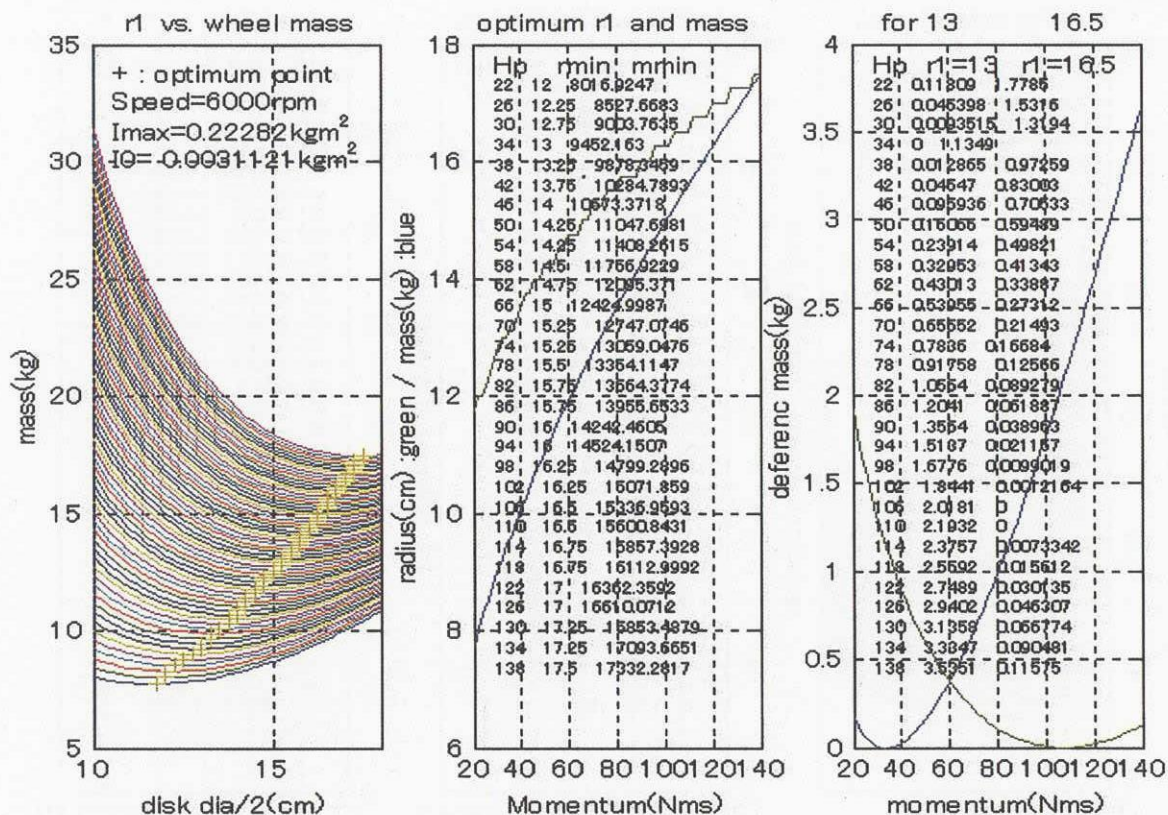 r1 vs. wheel mass
35
30
25
20
15
10
5
10
15
mass(kg)
disk dia/2(cm)
+ : optimum point
Speed=6000rpm
Imax=0.22282kgm²
I0= 0.0031121kgm²
optimum r1 and mass
18
16
14
12
10
8
6
radius(cm) :green / mass(kg) :blue
Hp rmin mmin
22 12 8016.9247
26 12.25 8527.6683
30 12.75 9003.7635
34 13 9452.163
38 13.25 9878.3459
42 13.75 10284.7893
46 14 10673.3718
50 14.25 11047.6981
54 14.25 11408.2615
58 14.5 11756.9229
62 14.75 12095.371
66 15 12424.9987
70 15.25 12747.0746
74 15.25 13059.0476
78 15.5 13364.1147
82 15.75 13664.3774
86 15.75 13955.6533
90 16 14242.4605
94 16 14524.1507
98 16.25 14799.2896
102 16.25 15071.859
106 16.5 15336.9593
110 16.5 15600.8431
114 16.75 15857.3928
118 16.75 16112.9992
122 17 16362.3592
126 17 16610.0712
130 17.25 16853.4879
134 17.25 17093.6551
138 17.5 17332.2817
20 40 60 80 100 120 140
Momentum(Nms)
for 13 16.5
4
3.5
3
2.5
2
1.5
1
0.5
0
deferenc mass(kg)
Hp r1=13 r1=16.5
22 0.11809 1.7785
26 0.045398 1.5316
30 0.0093515 1.3194
34 0 1.1349
38 0.012865 0.97259
42 0.04547 0.83003
46 0.095936 0.70533
50 0.16066 0.59489
54 0.23914 0.49821
58 0.32953 0.41343
62 0.43013 0.33887
66 0.53955 0.27312
70 0.65552 0.21493
74 0.7836 0.16684
78 0.91758 0.12566
82 1.0554 0.089279
86 1.2041 0.061887
90 1.3554 0.038963
94 1.5187 0.021157
98 1.6776 0.0099019
102 1.8441 0.0012164
106 2.0181 0
110 2.1932 0
114 2.3757 0.0073342
118 2.5592 0.015612
122 2.7489 0.030135
126 2.9402 0.046307
130 3.1358 0.066774
134 3.3347 0.090481
138 3.5351 0.11575
20 40 60 80 100 120 140
momentum(Nms)